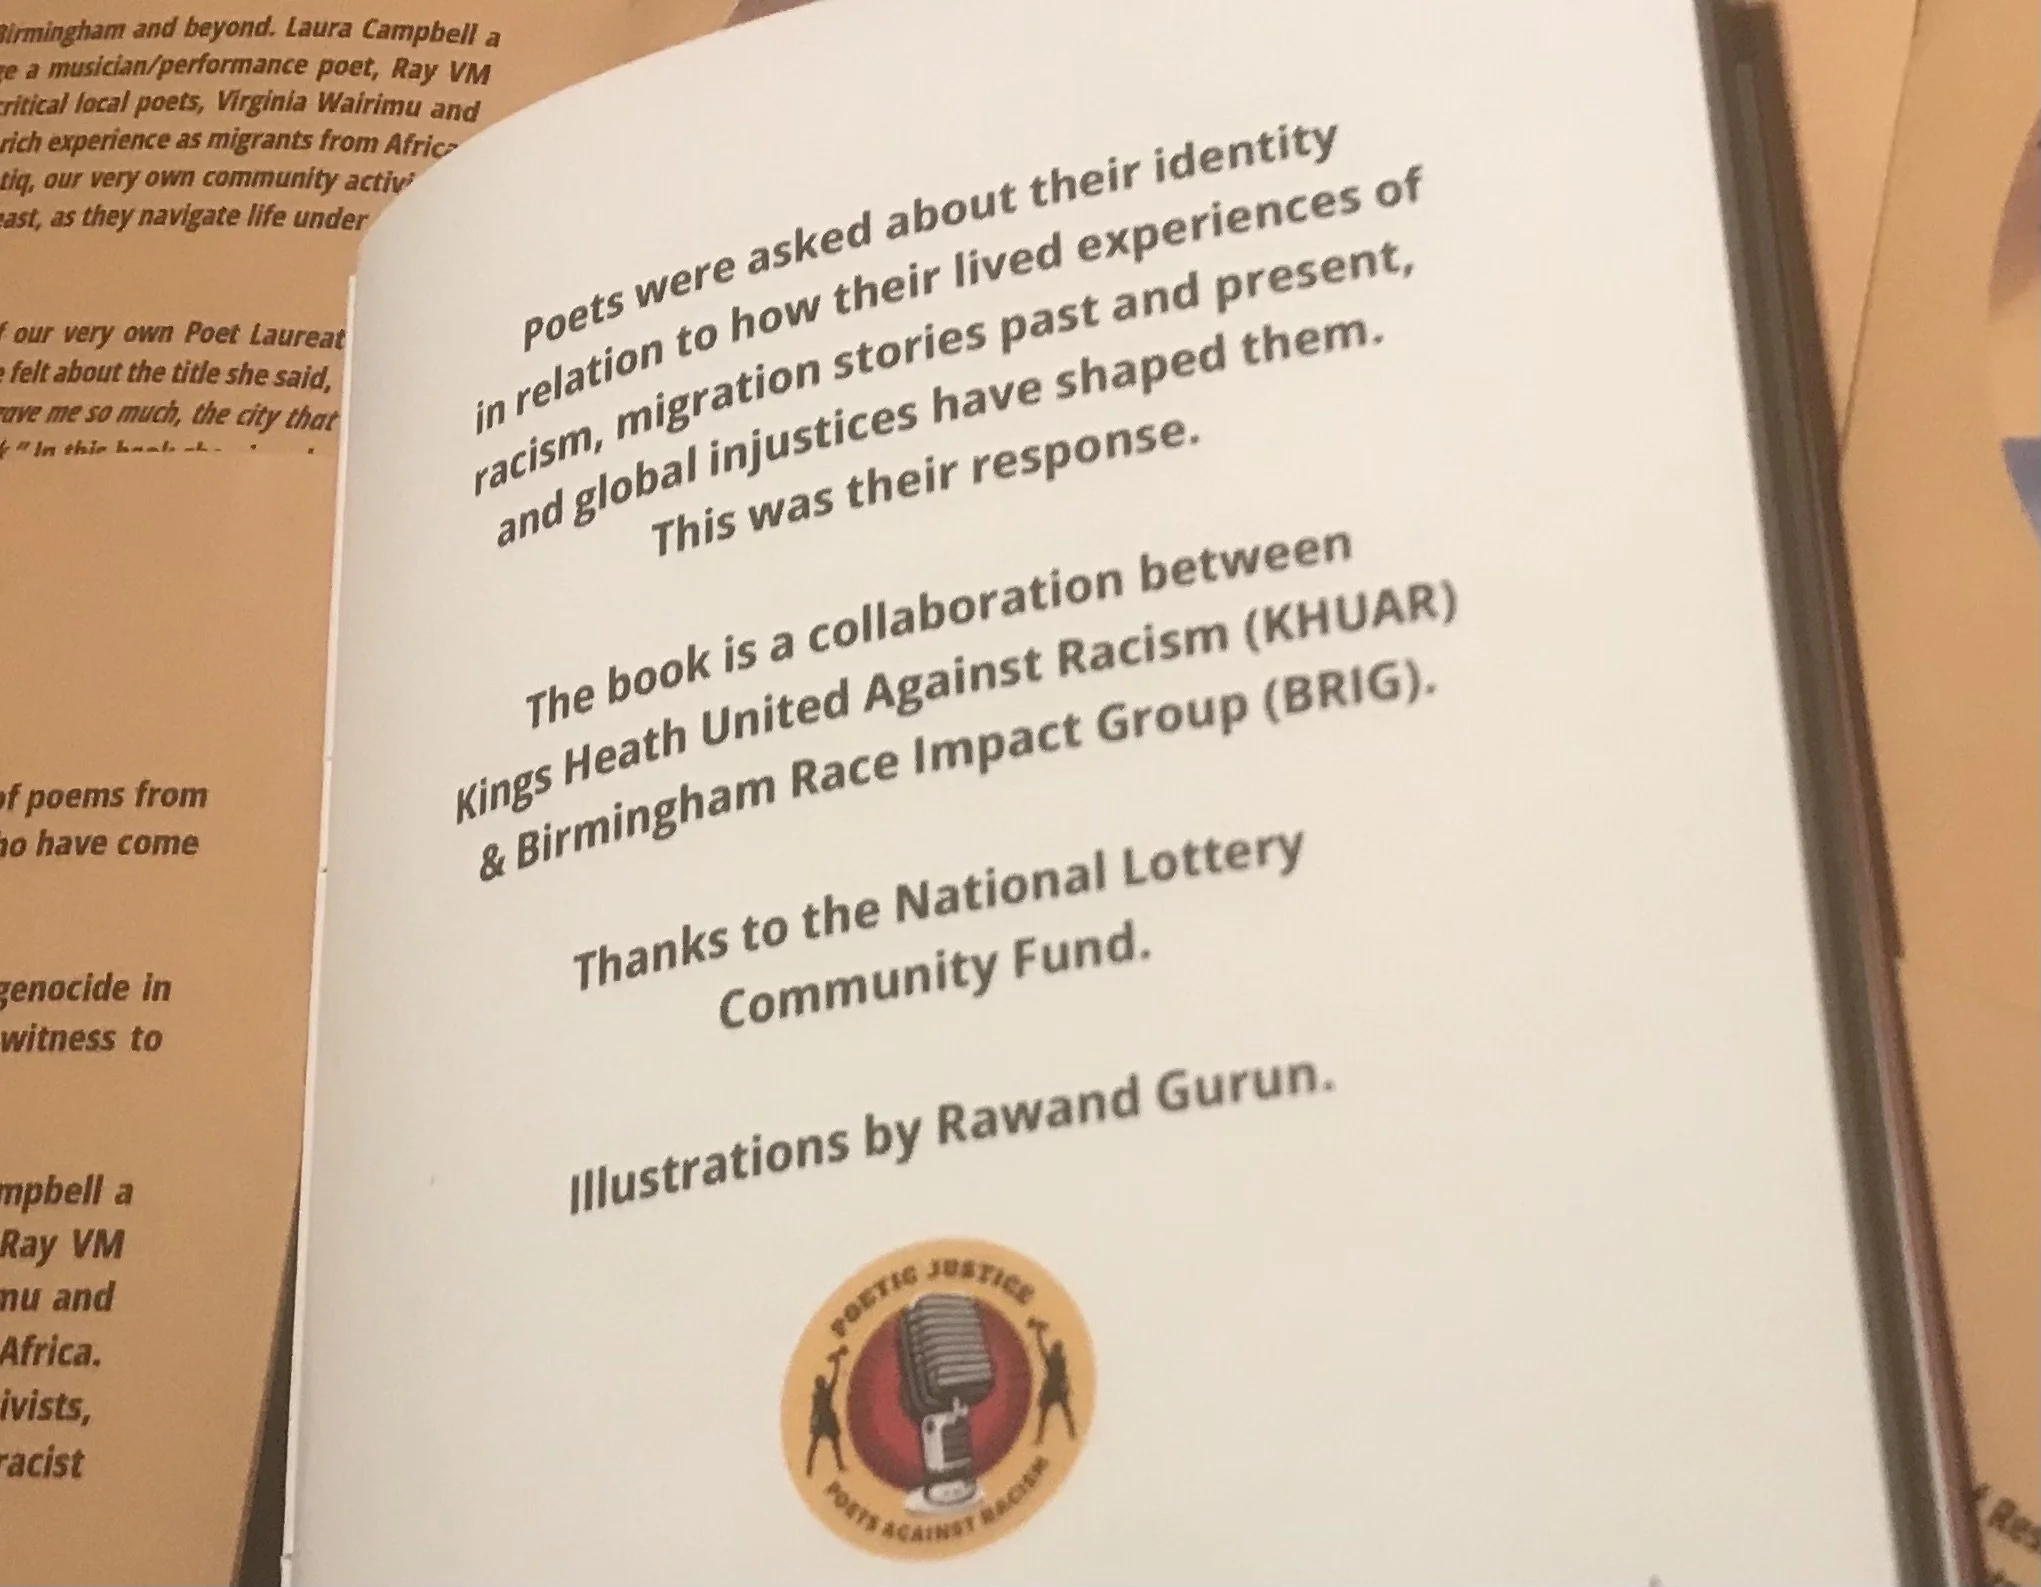 Birmingham and beyond. Laura Campbell a
a musician/performance poet, Ray VM
critical local poets, Virginia Wairimu and
rich experience as migrants from Africa
our very own community
as they navigate life under
our very own Poet
felt about the title she said,
me so much, the city that
" In this book
of poems from
have come
genocide in
witness to
a
Ray VM
and
Africa.
racist
Poets were asked about their identity
in relation to how their lived experiences of
racism, migration stories past and present,
and global injustices have shaped them.
This was their response.
The book is a collaboration between
Kings Heath United Against Racism (KHUAR)
& Birmingham Race Impact Group (BRIG).
Thanks to the National Lottery
Community Fund.
Illustrations by Rawand Gurun.
POETIC JUSTICE
POETS AGAINST RACISM